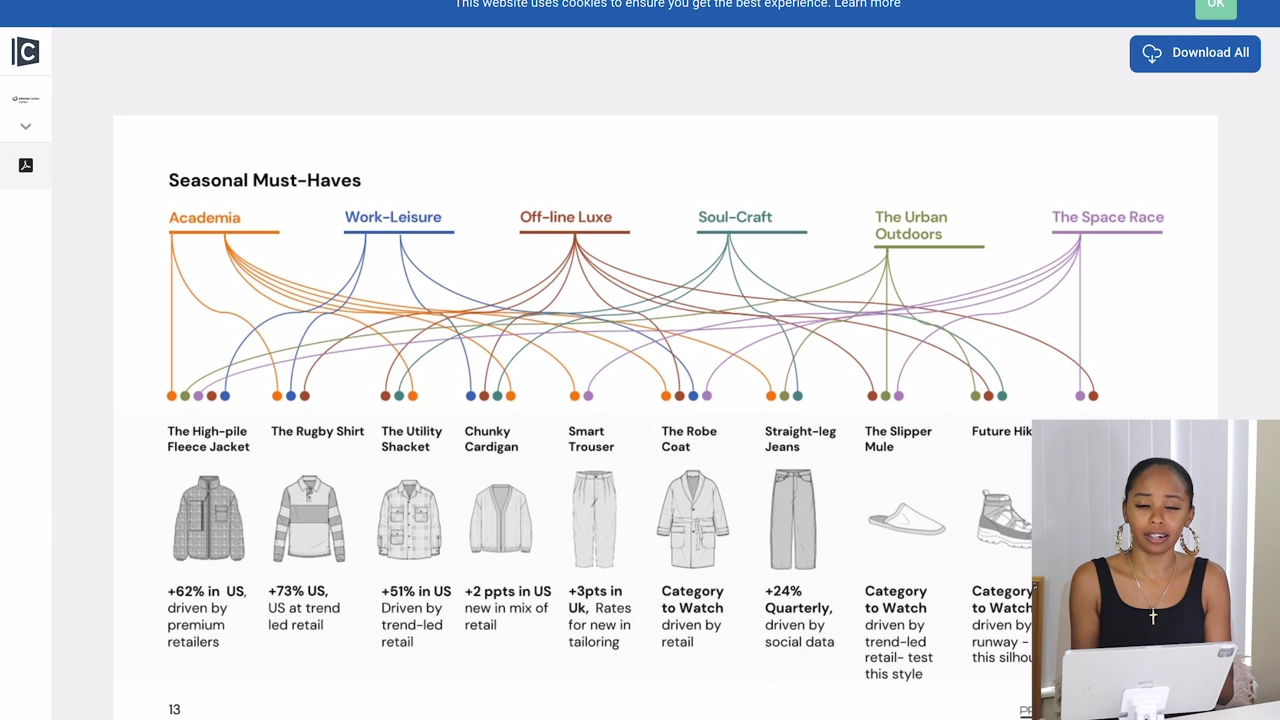 This website uses cookies to ensure you get the best experience. Learn more
OK
Download All
Seasonal Must-Haves
Academia
Work-Leisure
Off-line Luxe
Soul-Craft
The Urban
Outdoors
The Space Race
The High-pile
Fleece Jacket
The Rugby Shirt
The Utility
Shacket
Chunky
Cardigan
Smart
Trouser
The Robe
Coat
Straight-leg
Jeans
The Slipper
Mule
Future Hik
+62% in US,
driven by
premium
retailers
+73% US,
US at trend
led retail
+51% in US
Driven by
trend-led
retail
+2 ppts in US
new in mix of
retail
+3pts in
Uk, Rates
for new in
tailoring
Category
to Watch
driven by
retail
+24%
Quarterly,
driven by
social data
Category
to Watch
driven by
trend-led
retail- test
this style
Category
to Watch
driven by
runway -
this silhou
13